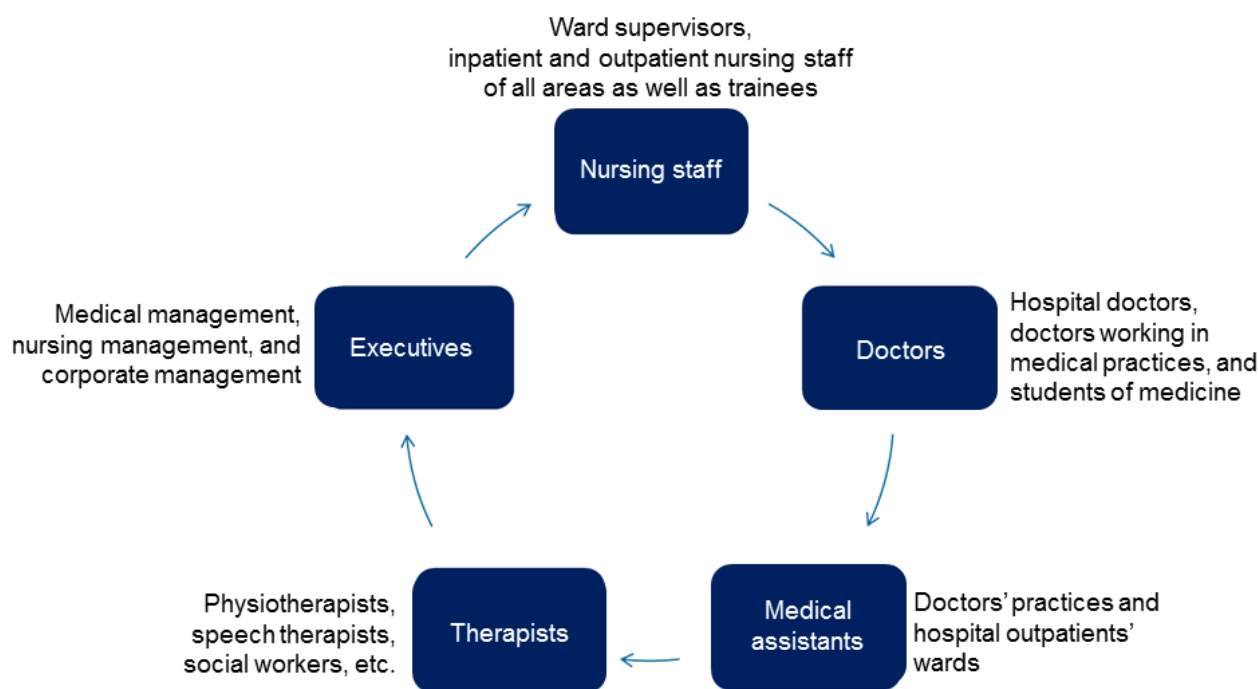 Ward supervisors,
inpatient and outpatient nursing staff
of all areas as well as trainees
Nursing staff
Medical management,
nursing management, and
corporate management
Executives
Doctors
Hospital doctors,
doctors working in
medical practices, and
students of medicine
Physiotherapists,
speech therapists,
social workers, etc.
Therapists
Medical
assistants
Doctors’ practices and
hospital outpatients’
wards